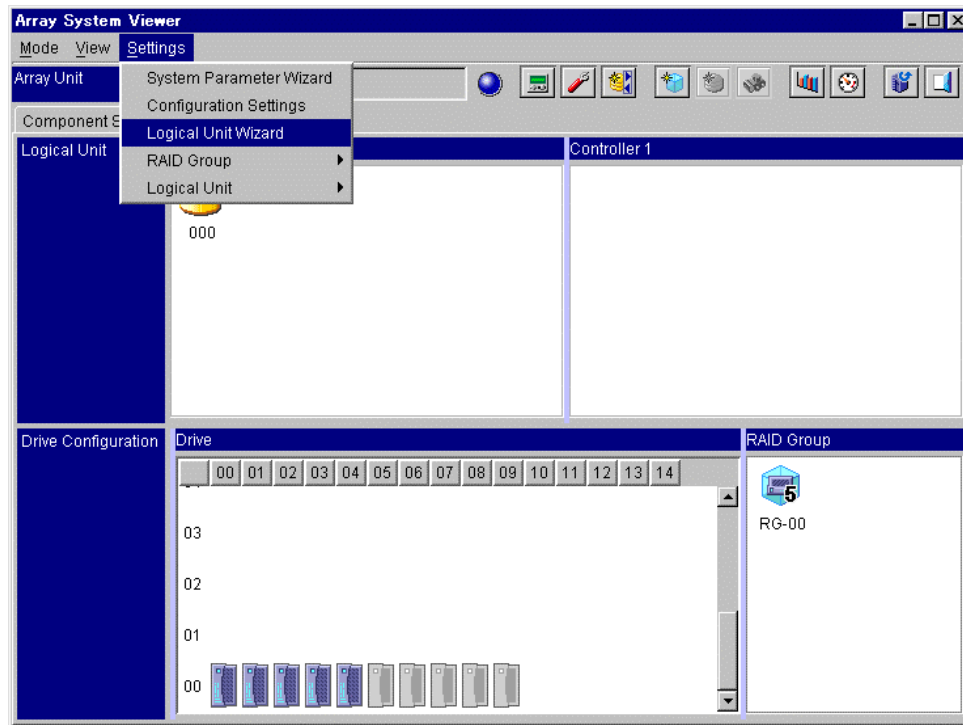 Array System Viewer
Mode View Settings
Array Unit
System Parameter Wizard
Configuration Settings
Logical Unit Wizard
RAID Group
Logical Unit
Component S
Logical Unit
Controller 1
000
Drive Configuration
Drive
RAID Group
00 01 02 03 04 05 06 07 08 09 10 11 12 13 14
03
02
01
00
5
RG-00